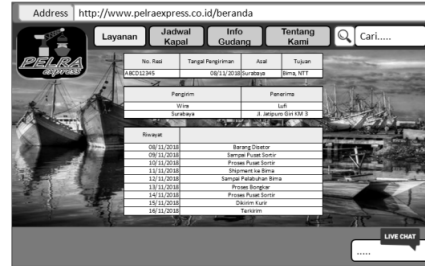 Address http://www.pelraexpress.co.id/beranda
PELRA express
Layanan
Jadwal Kapal
Info Gudang
Tentang Kami
Cari.....
No. Resi Tangal Pengiriman Asal Tujuan
ABCD12345 08/11/2018 Surabaya Bima, NTT
Pengirim Penerima
Wira Lufi
Surabaya Jl. Jatipuro Giri KM 3
Riwayat
08/11/2018 Barang Disetor
09/11/2018 Sampai Pusat Sortir
10/11/2018 Proses Pusat Sortir
11/11/2018 Shipment ke Bima
12/11/2018 Sampai Pelabuhan Bima
13/11/2018 Proses Bongkar
14/11/2018 Proses Pusat Sortir
15/11/2018 Dikirim Kurir
16/11/2018 Terkirim
LIVE CHAT
.....